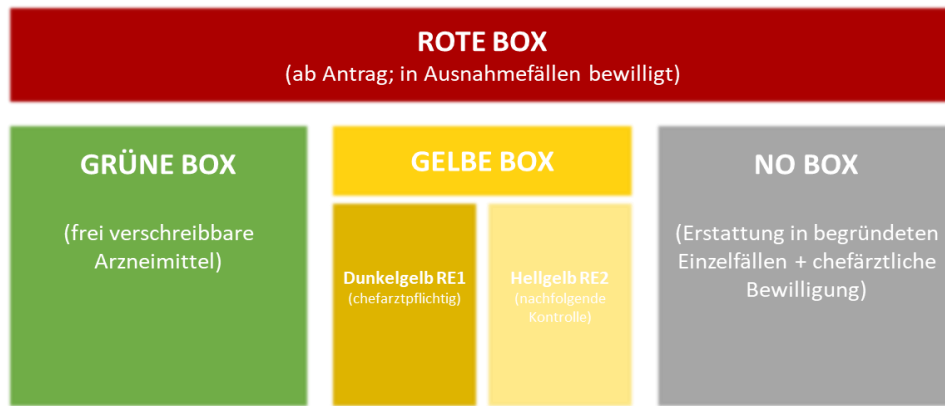 ROTE BOX
(ab Antrag; in Ausnahmefällen bewilligt)
GRÜNE BOX
(frei verschreibbare
Arzneimittel)
GELBE BOX
Dunkelgelb RE1
(chefarztpflichtig)
Hellgelb RE2
(nachfolgende
Kontrolle)
NO BOX
(Erstattung in begründeten
Einzelfällen + chefärztliche
Bewilligung)